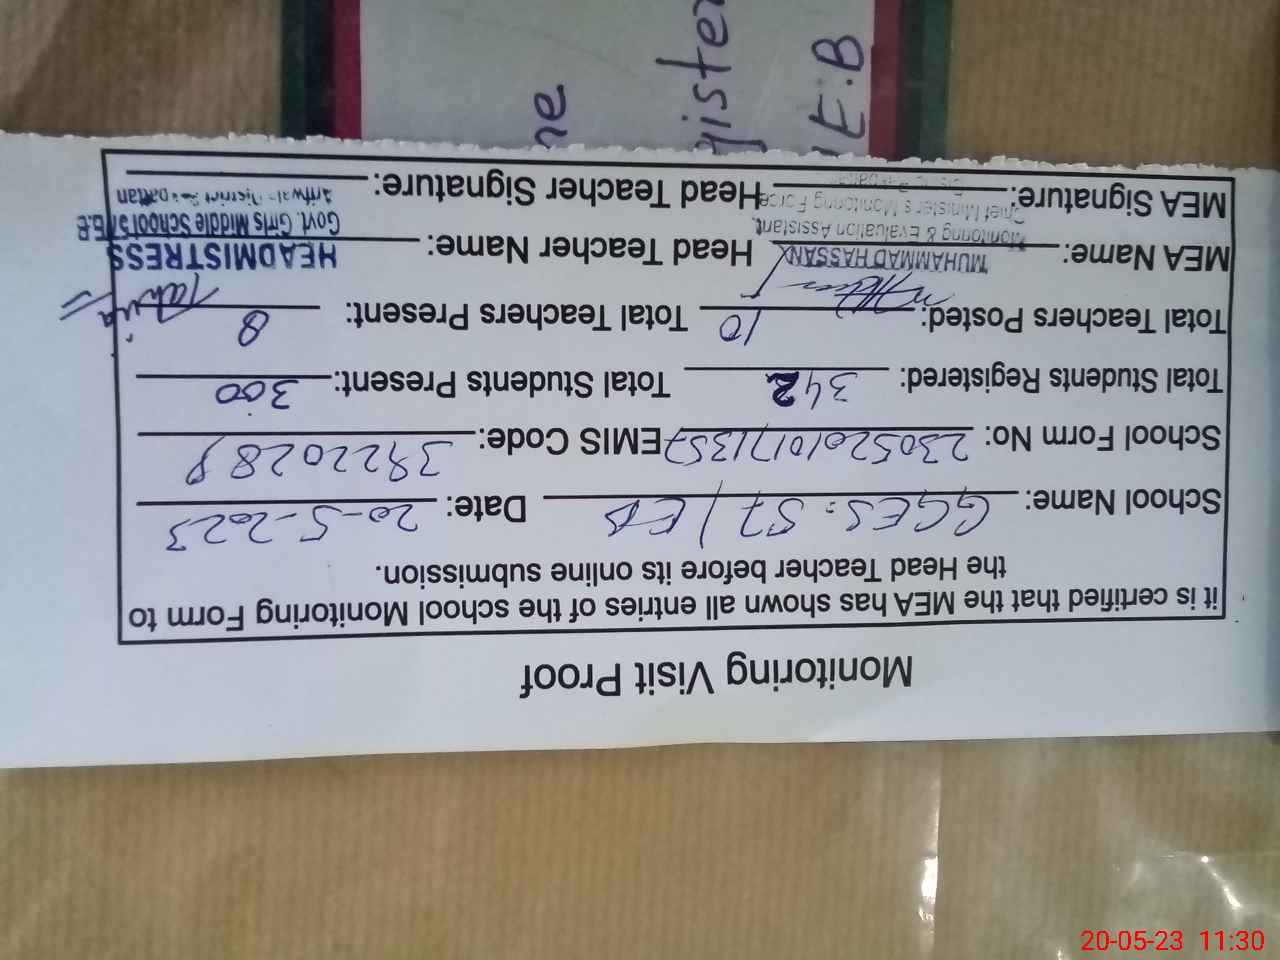 Monitoring Visit Proof
it is certified that the MEA has shown all entries of the school Monitoring Form to
the Head Teacher before its online submission.
School Name: GGES: 57/EB Date: 20-5-2023
School Form No: 23052010171357 EMIS Code:
Total Students Registered: 342 Total Students Present: 300
Total Teachers Posted: 10 Total Teachers Present: 8
MEA Name: MUHAMMAD HASSAN Head Teacher Name: HEADMISTRESS
Monitoring & Evaluation Assistant Govt. Girls Middle School 57/E.B
MEA Signature: Chief Minister's Monitoring Force Head Teacher Signature: Arifwala District
Tahira
E.B
20-05-23 11:30